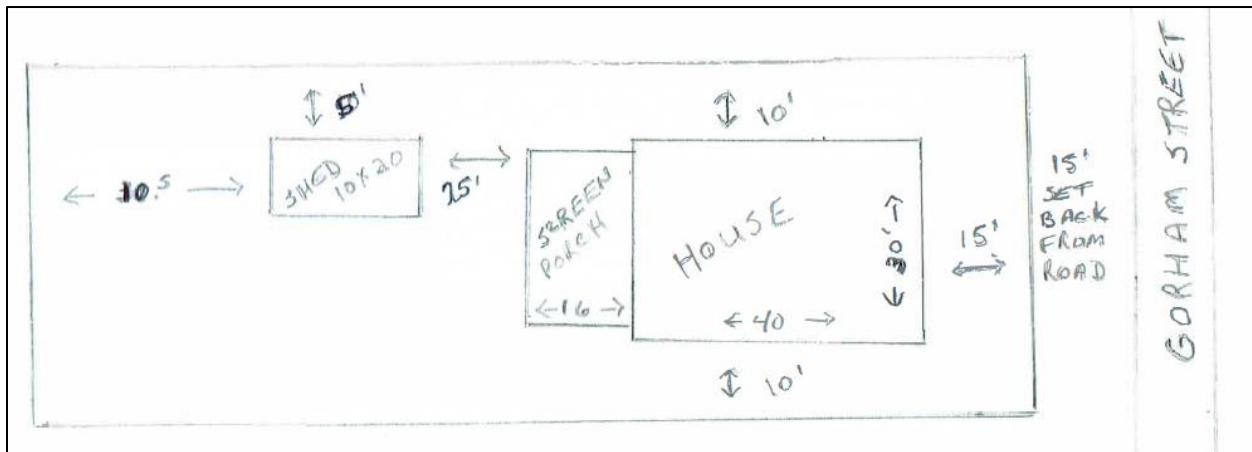 5'
10'
SHED
10X20
10.5
25'
SCREEN
PORCH
16
HOUSE
30'
40
10'
15'
15'
SET
BACK
FROM
ROAD
GORHAM STREET